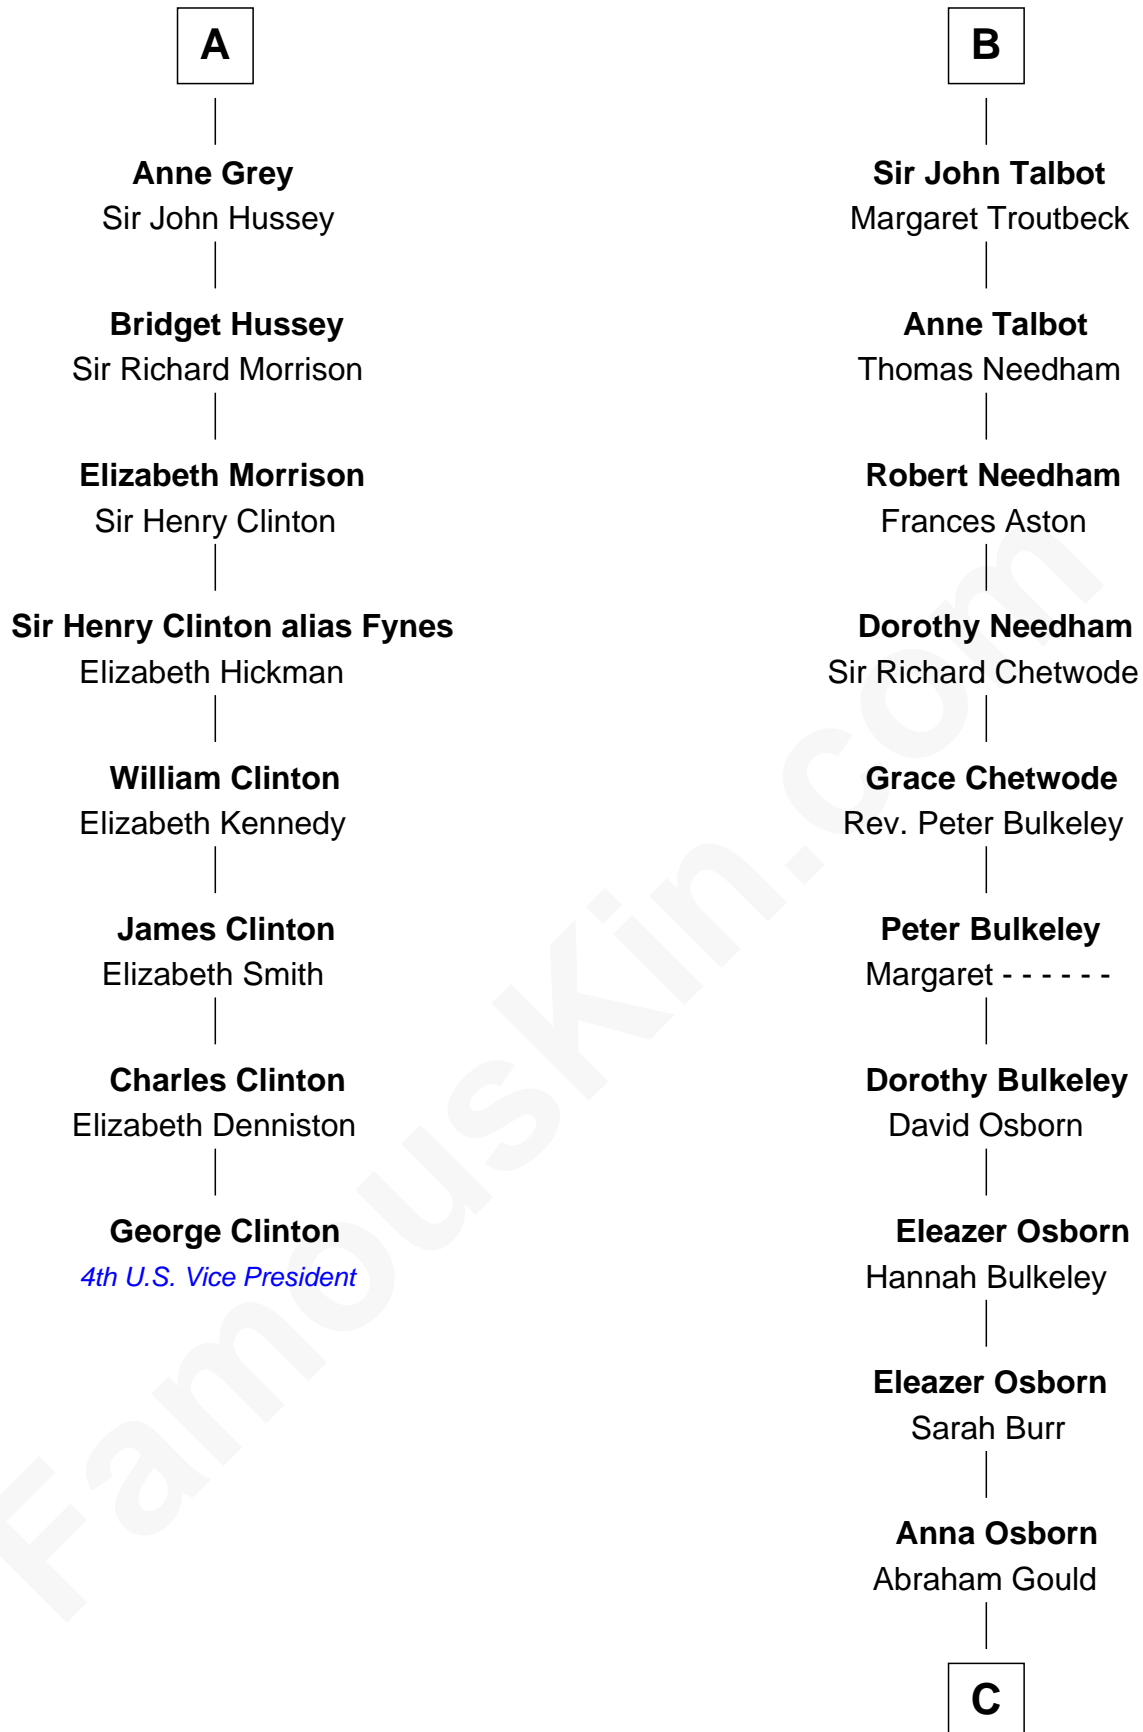 A
Anne Grey
Sir John Hussey
Bridget Hussey
Sir Richard Morrison
Elizabeth Morrison
Sir Henry Clinton
Sir Henry Clinton alias Fynes
Elizabeth Hickman
William Clinton
Elizabeth Kennedy
James Clinton
Elizabeth Smith
Charles Clinton
Elizabeth Denniston
George Clinton
4th U.S. Vice President
B
Sir John Talbot
Margaret Troutbeck
Anne Talbot
Thomas Needham
Robert Needham
Frances Aston
Dorothy Needham
Sir Richard Chetwode
Grace Chetwode
Rev. Peter Bulkeley
Peter Bulkeley
Margaret - - - - - -
Dorothy Bulkeley
David Osborn
Eleazer Osborn
Hannah Bulkeley
Eleazer Osborn
Sarah Burr
Anna Osborn
Abraham Gould
C
FamousKin.com